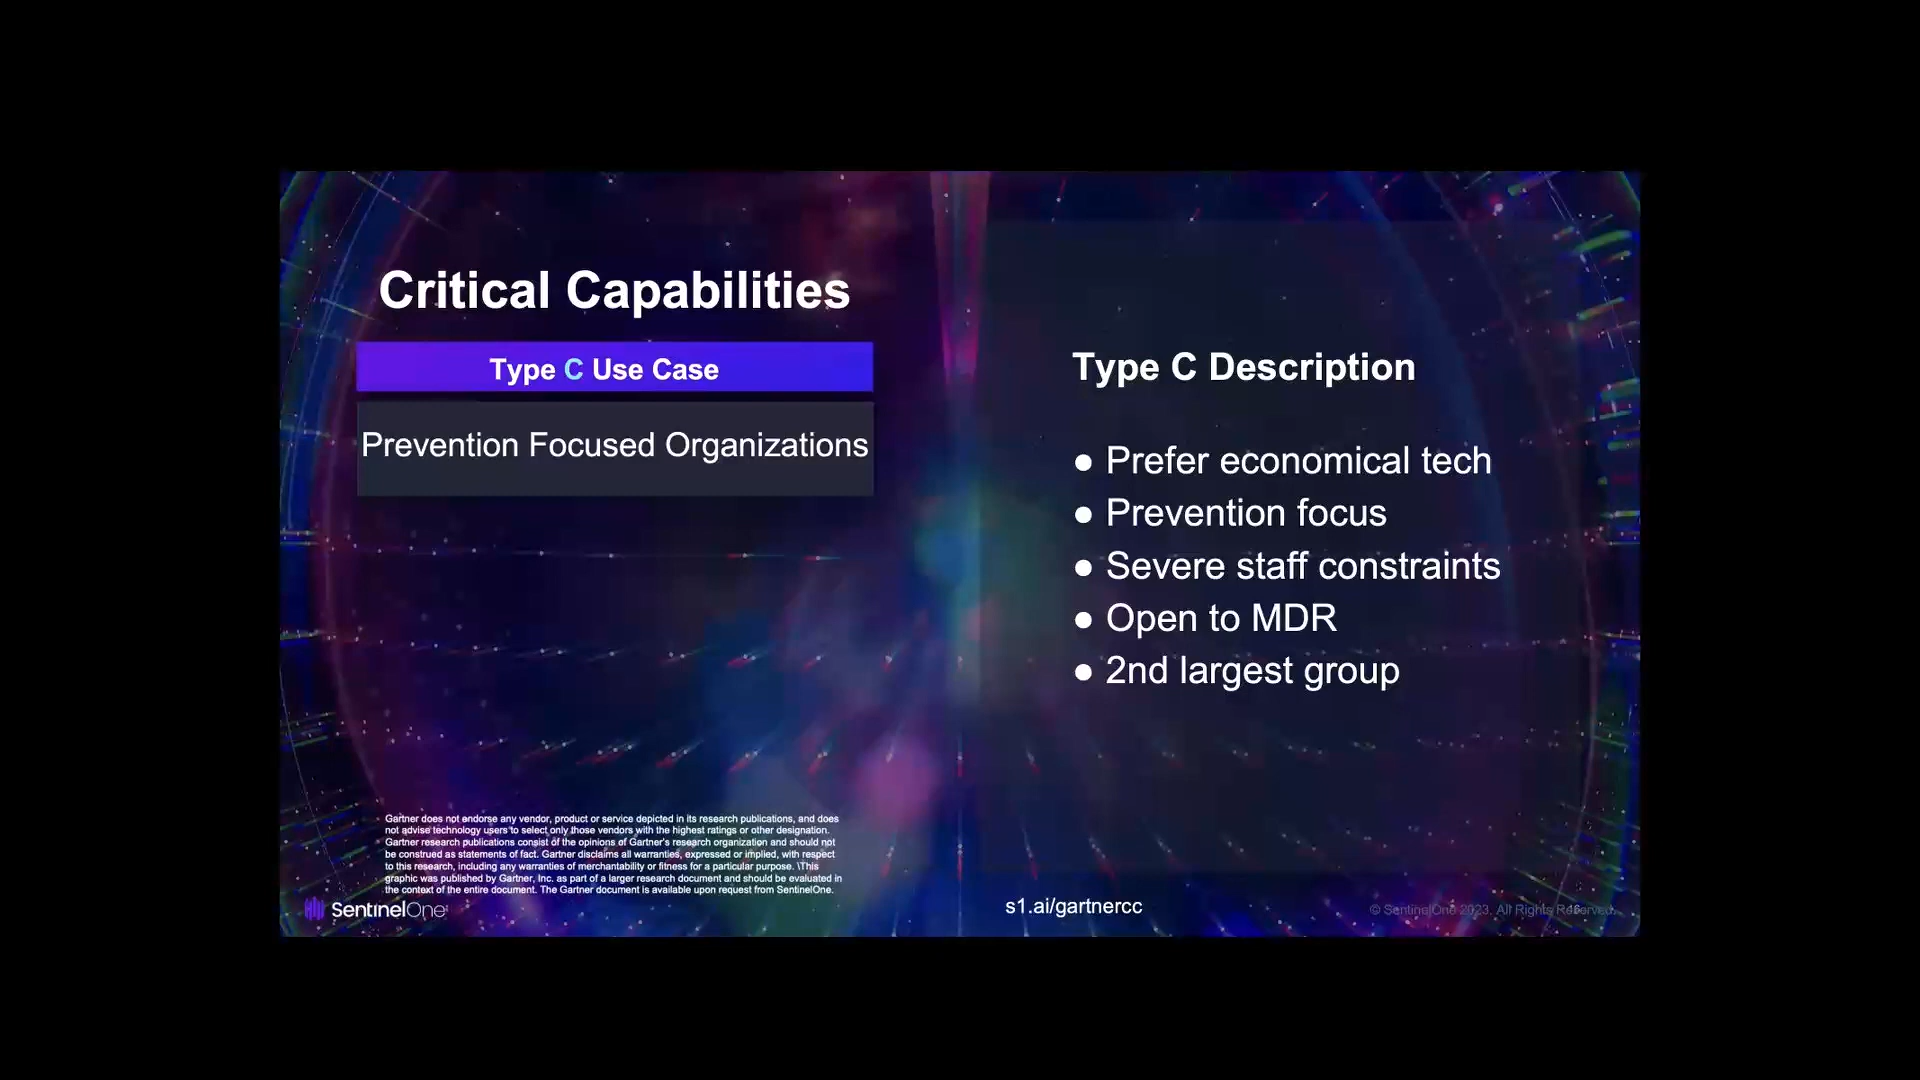 Critical Capabilities
Type C Use Case
Prevention Focused Organizations
Type C Description
● Prefer economical tech
● Prevention focus
● Severe staff constraints
● Open to MDR
● 2nd largest group
Gartner does not endorse any vendor, product or service depicted in its research publications, and does
not advise technology users to select only those vendors with the highest ratings or other designation.
Gartner research publications consist of the opinions of Gartner's research organization and should not
be construed as statements of fact. Gartner disclaims all warranties, expressed or implied, with respect
to this research, including any warranties of merchantability or fitness for a particular purpose. \This
graphic was published by Gartner, Inc. as part of a larger research document and should be evaluated in
the context of the entire document. The Gartner document is available upon request from SentinelOne.
SentinelOne
s1.ai/gartnercc
© SentinelOne 2023. All Rights Reserved.